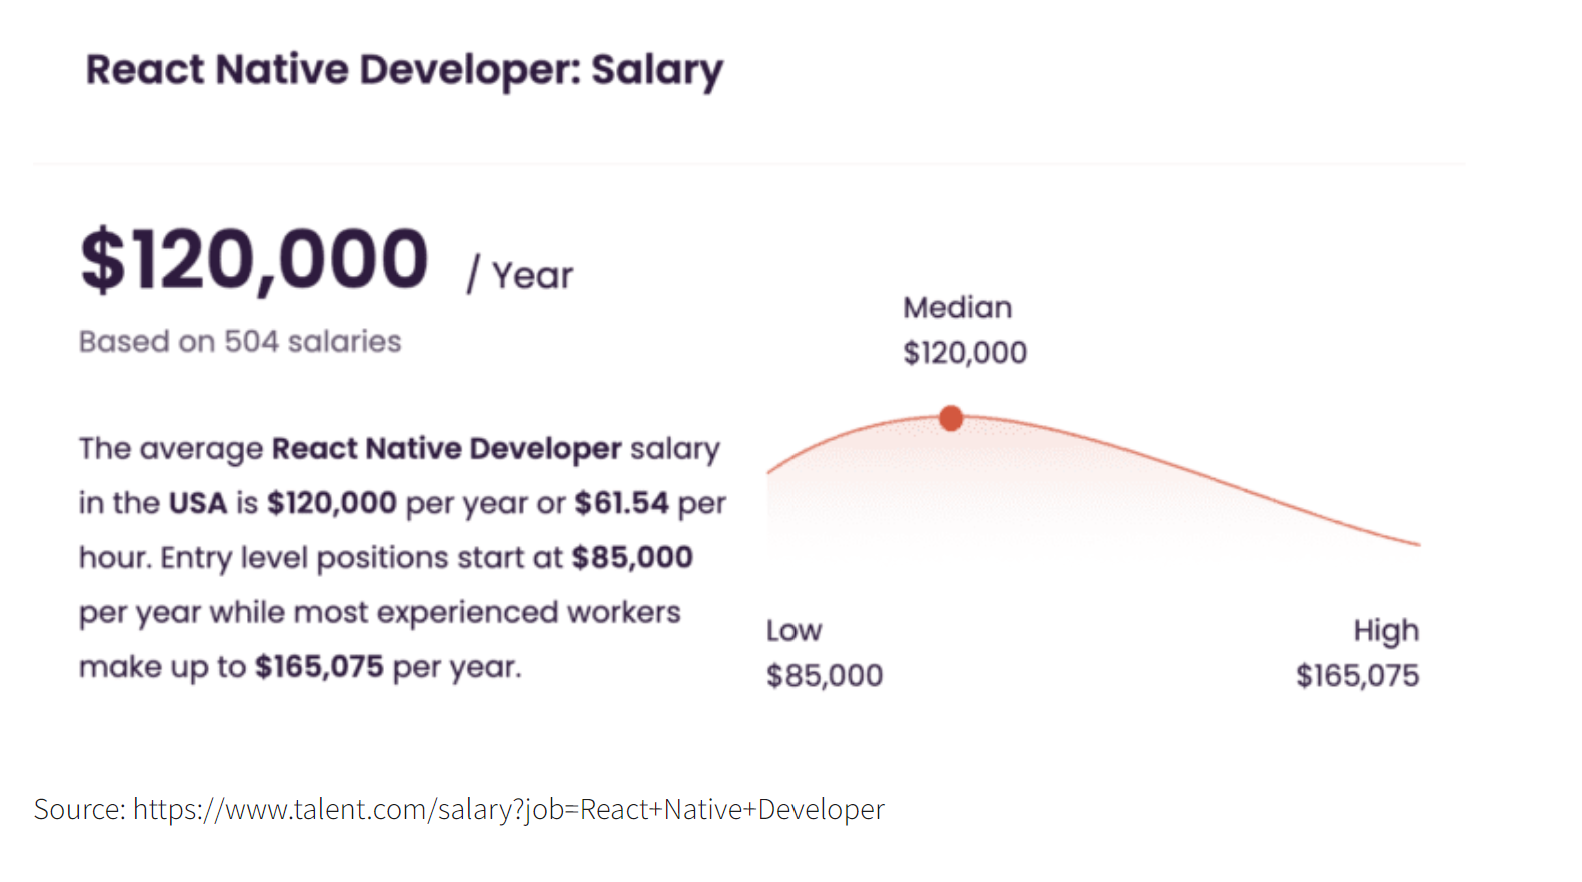 React Native Developer: Salary
$120,000 / Year
Based on 504 salaries
The average React Native Developer salary
in the USA is $120,000 per year or $61.54 per
hour. Entry level positions start at $85,000
per year while most experienced workers
make up to $165,075 per year.
Median
$120,000
Low
$85,000
High
$165,075
Source: https://www.talent.com/salary?job=React+Native+Developer